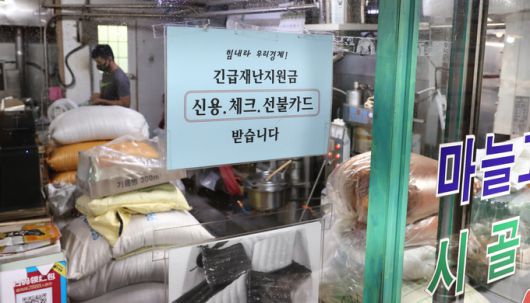 힘내라 우리경제!
긴급재난지원금
신용.체크.선불카드
받습니다
마늘
시골